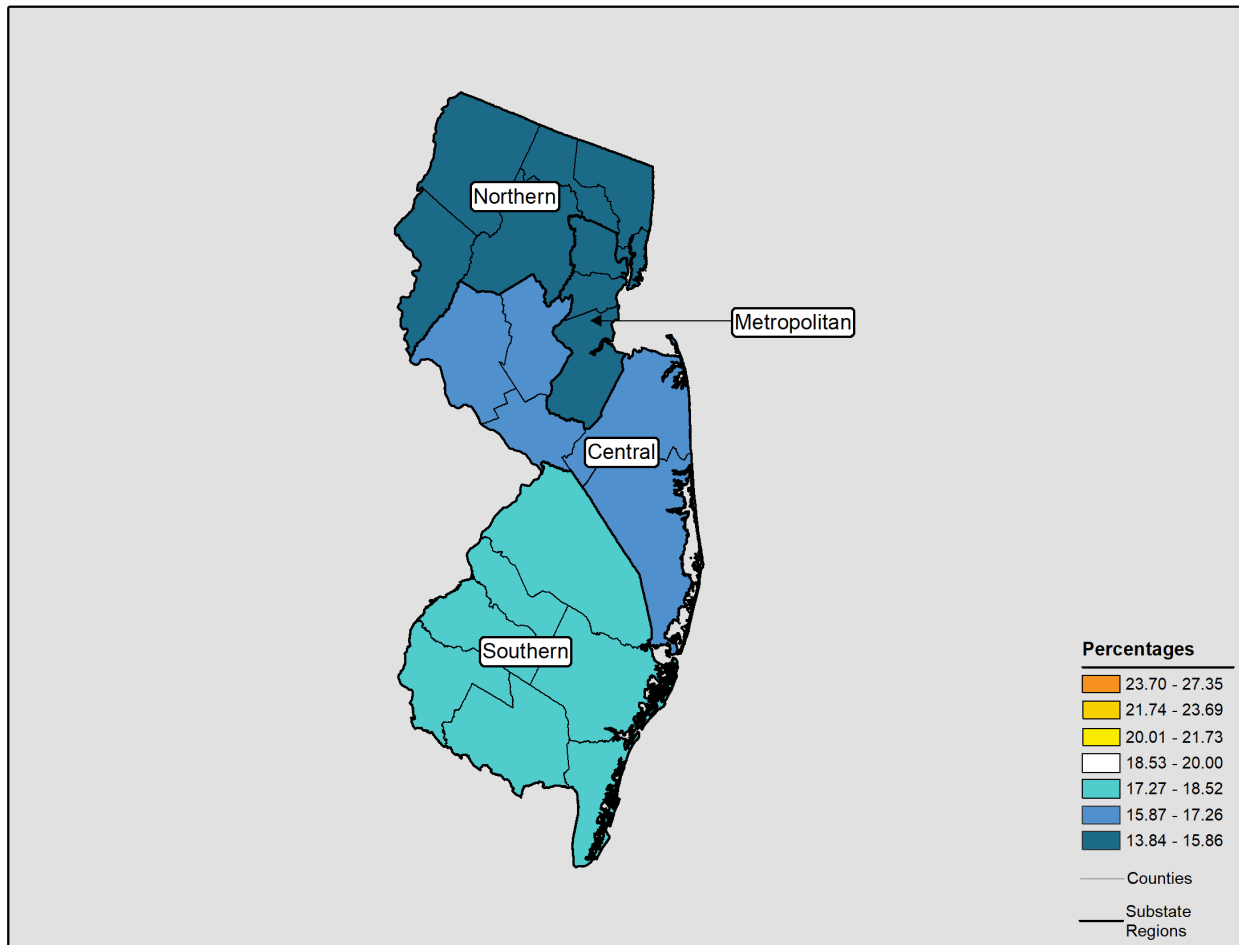 Northern
Metropolitan
Central
Southern
Percentages
23.70 - 27.35
21.74 - 23.69
20.01 - 21.73
18.53 - 20.00
17.27 - 18.52
15.87 - 17.26
13.84 - 15.86
Counties
Substate
Regions